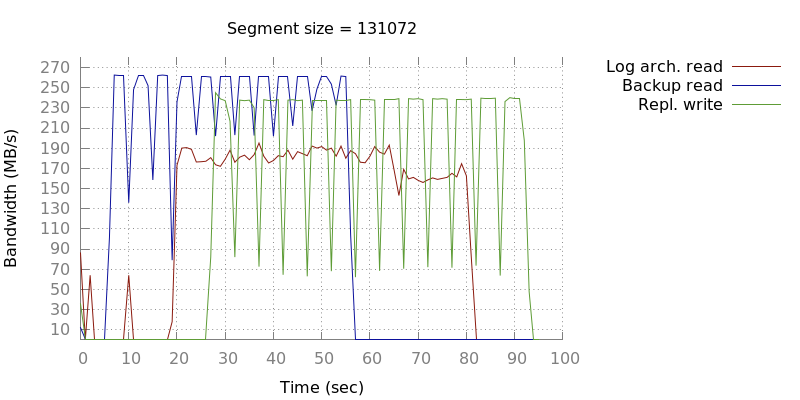 Segment size = 131072
Log arch. read
Backup read
Repl. write
Bandwidth (MB/s)
270
250
230
210
190
170
150
130
110
90
70
50
30
10
0 10 20 30 40 50 60 70 80 90 100
Time (sec)